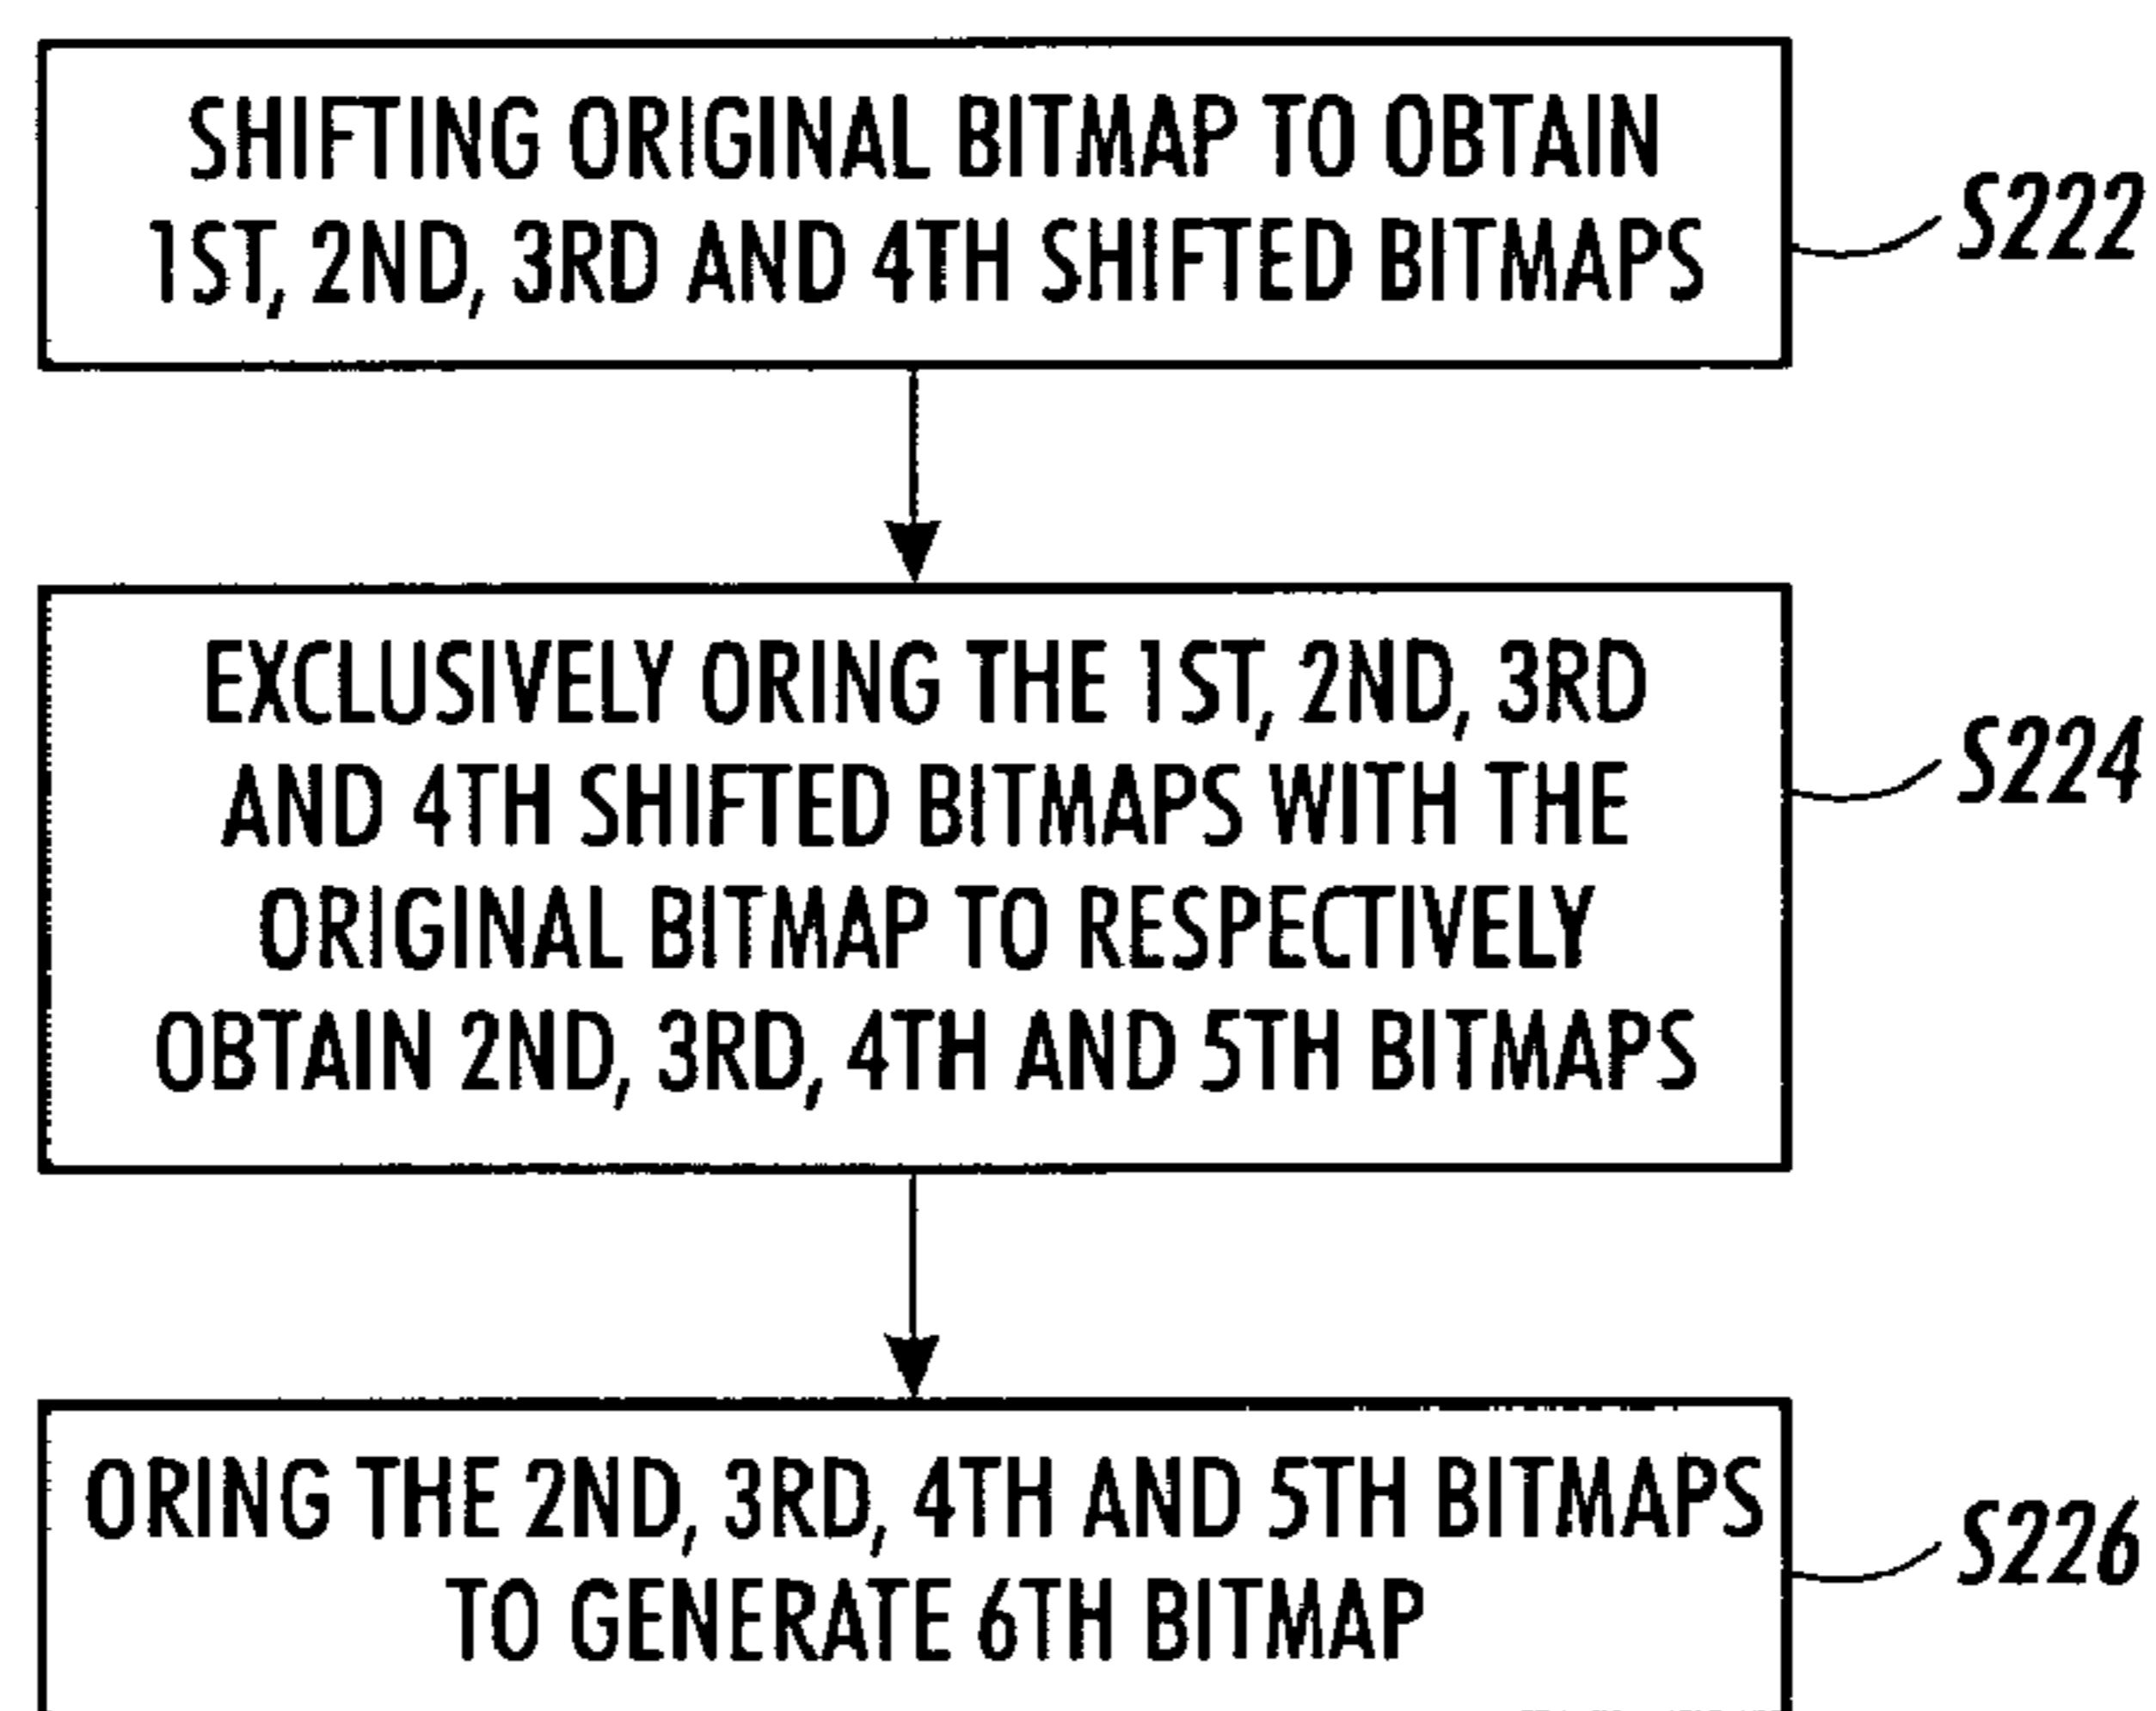 SHIFTING ORIGINAL BITMAP TO OBTAIN
1ST, 2ND, 3RD AND 4TH SHIFTED BITMAPS
S222
EXCLUSIVELY ORING THE 1ST, 2ND, 3RD
AND 4TH SHIFTED BITMAPS WITH THE
ORIGINAL BITMAP TO RESPECTIVELY
OBTAIN 2ND, 3RD, 4TH AND 5TH BITMAPS
S224
ORING THE 2ND, 3RD, 4TH AND 5TH BITMAPS
TO GENERATE 6TH BITMAP
S226